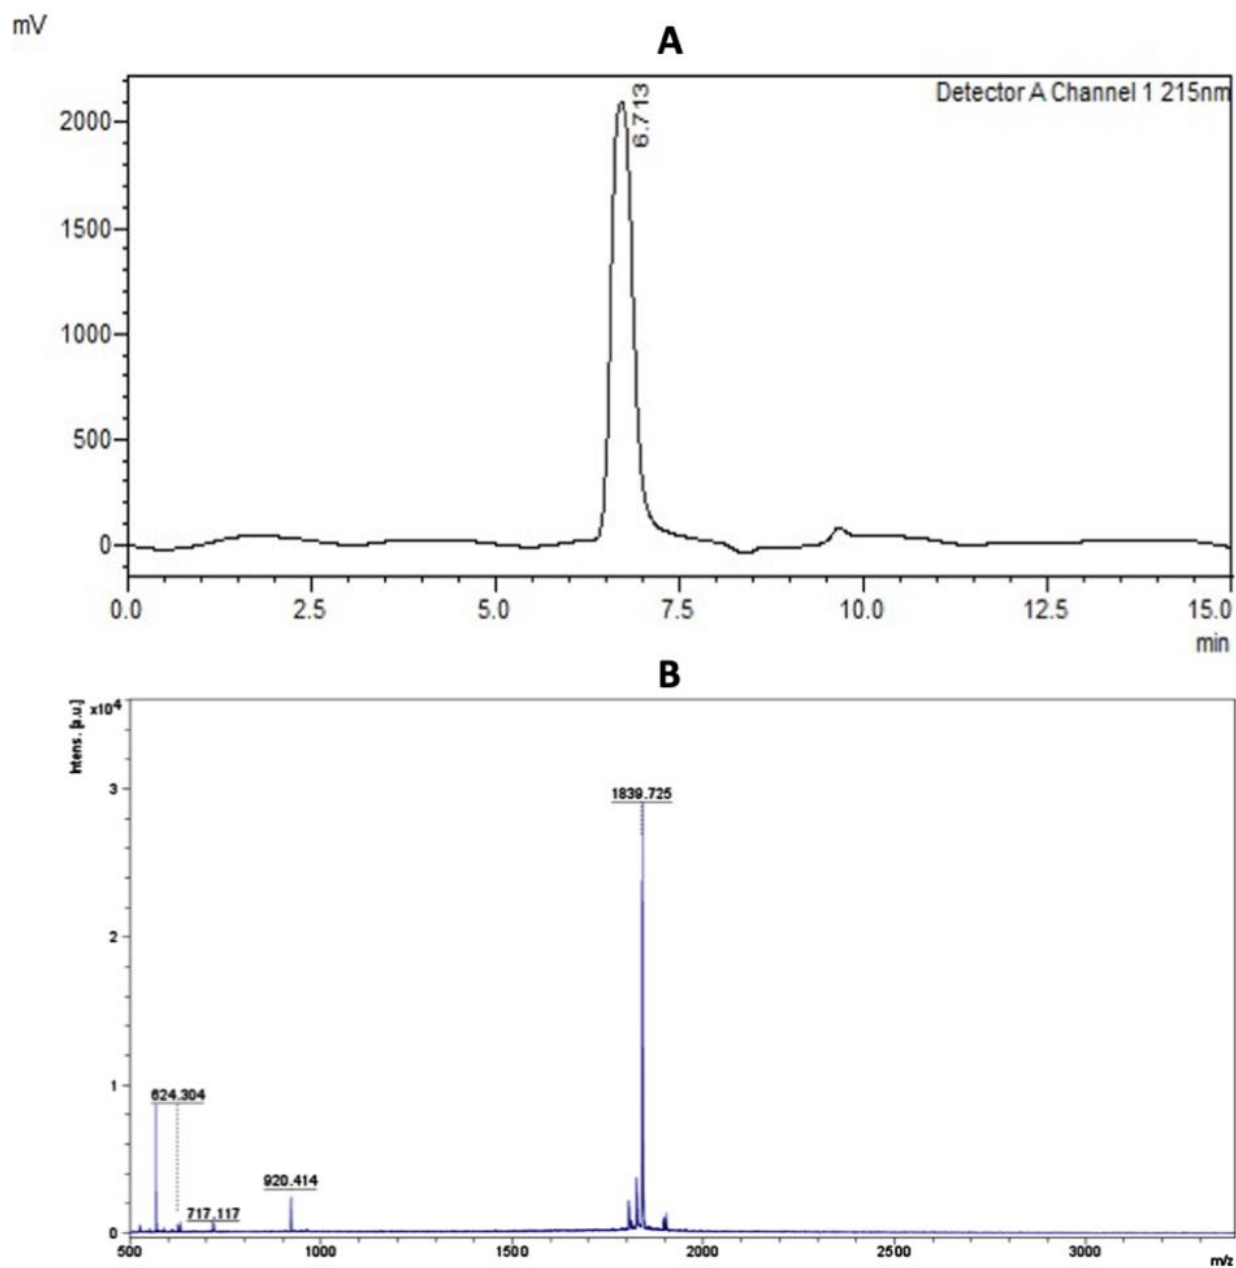 mV
A
Detector A Channel 1 215nm
6.713
2000
1500
1000
500
0
0.0 2.5 5.0 7.5 10.0 12.5 15.0
min
B
Intens. [a.u.]
x10⁴
1839.725
3
2
1
624.304
920.414
717.117
0
500 1000 1500 2000 2500 3000
m/z